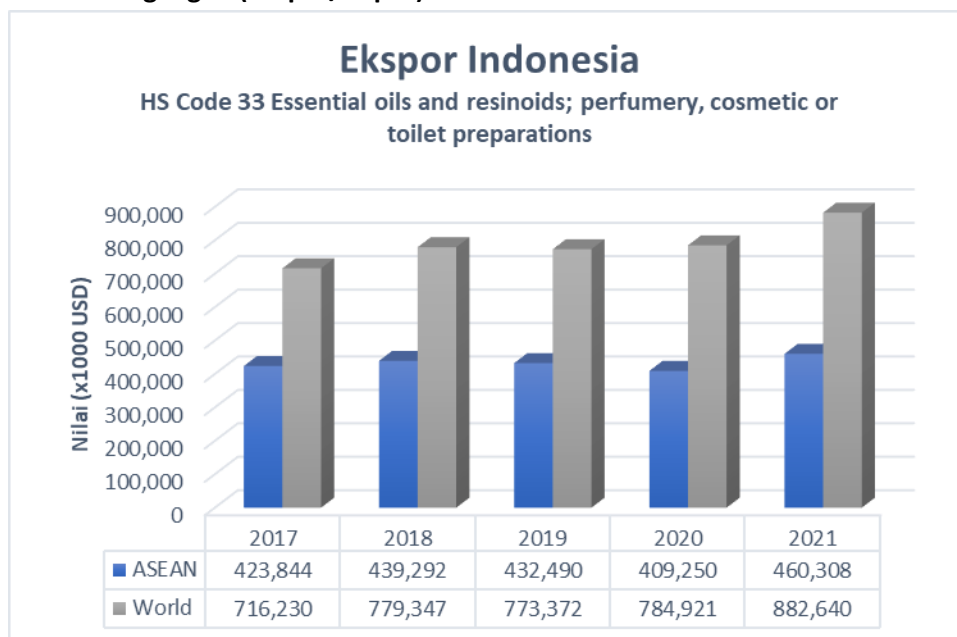 Ekspor Indonesia
HS Code 33 Essential oils and resinoids; perfumery, cosmetic or
toilet preparations
Nilai (x1000 USD)
900,000
800,000
700,000
600,000
500,000
400,000
300,000
200,000
100,000
0
2017 2018 2019 2020 2021
ASEAN 423,844 439,292 432,490 409,250 460,308
World 716,230 779,347 773,372 784,921 882,640